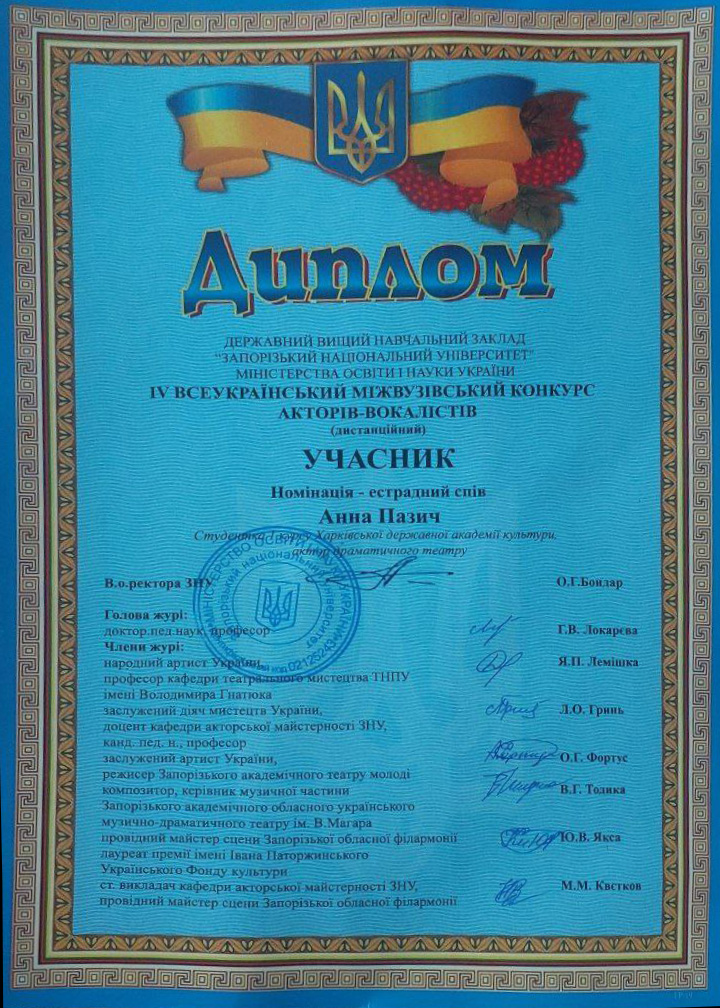 Диплом
ДЕРЖАВНИЙ ВИЩИЙ НАВЧАЛЬНИЙ ЗАКЛАД
“ЗАПОРІЗЬКИЙ НАЦІОНАЛЬНИЙ УНІВЕРСИТЕТ”
МІНІСТЕРСТВА ОСВІТИ І НАУКИ УКРАЇНИ
IV ВСЕУКРАЇНСЬКИЙ МІЖВУЗІВСЬКИЙ КОНКУРС
АКТОРІВ-ВОКАЛІСТІВ
(дистанційний)
УЧАСНИК
Номінація - естрадний спів
Анна Пазич
Студентка курсу Харківської державної академії культури,
актор драматичного театру
В.о.ректора ЗНУ О.Г.Бондар
Голова журі:
доктор.пед.наук, професор Г.В. Локарєва
Члени журі:
народний артист України, Я.П. Лемішка
професор кафедри театрального мистецтва ТНПУ
імені Володимира Гнатюка
заслужений діяч мистецтв України, Л.О. Гринь
доцент кафедри акторської майстерності ЗНУ,
канд. пед. н., професор
заслужений артист України, О.Г. Фортус
режисер Запорізького академічного театру молоді
композитор, керівник музичної частини В.Г. Тодика
Запорізького академічного обласного українського
музично-драматичного театру ім. В.Магара
провідний майстер сцени Запорізької обласної філармонії Ю.В. Якса
лауреат премії імені Івана Паторжинського
Українського Фонду культури
ст. викладач кафедри акторської майстерності ЗНУ, М.М. Квєтков
провідний майстер сцени Запорізької обласної філармонії